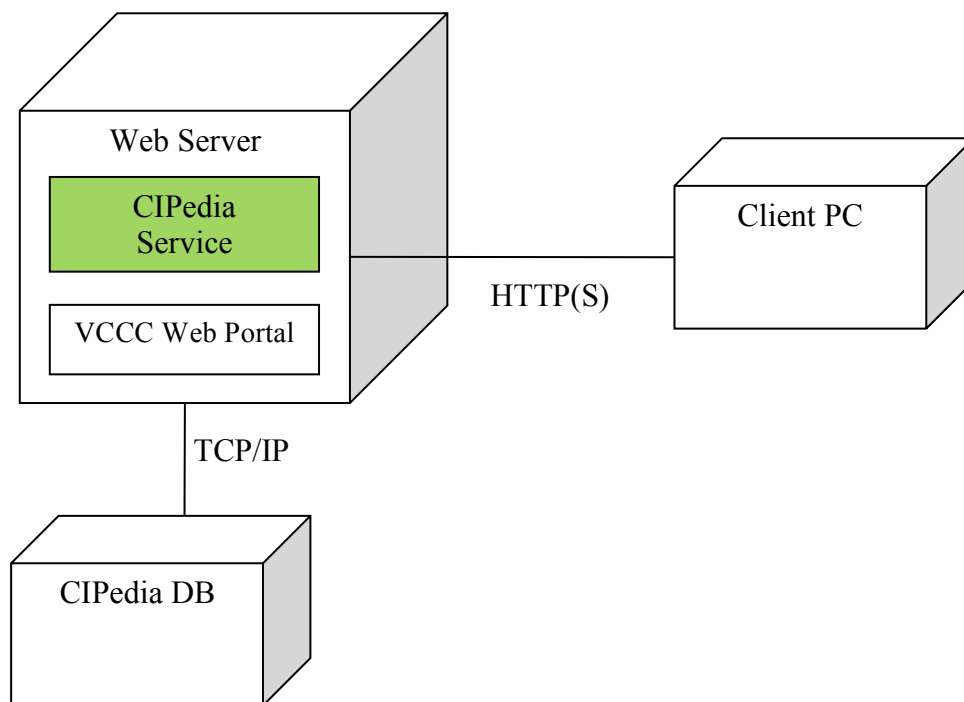 Web Server
CIPedia
Service
VCCC Web Portal
Client PC
HTTP(S)
TCP/IP
CIPedia DB